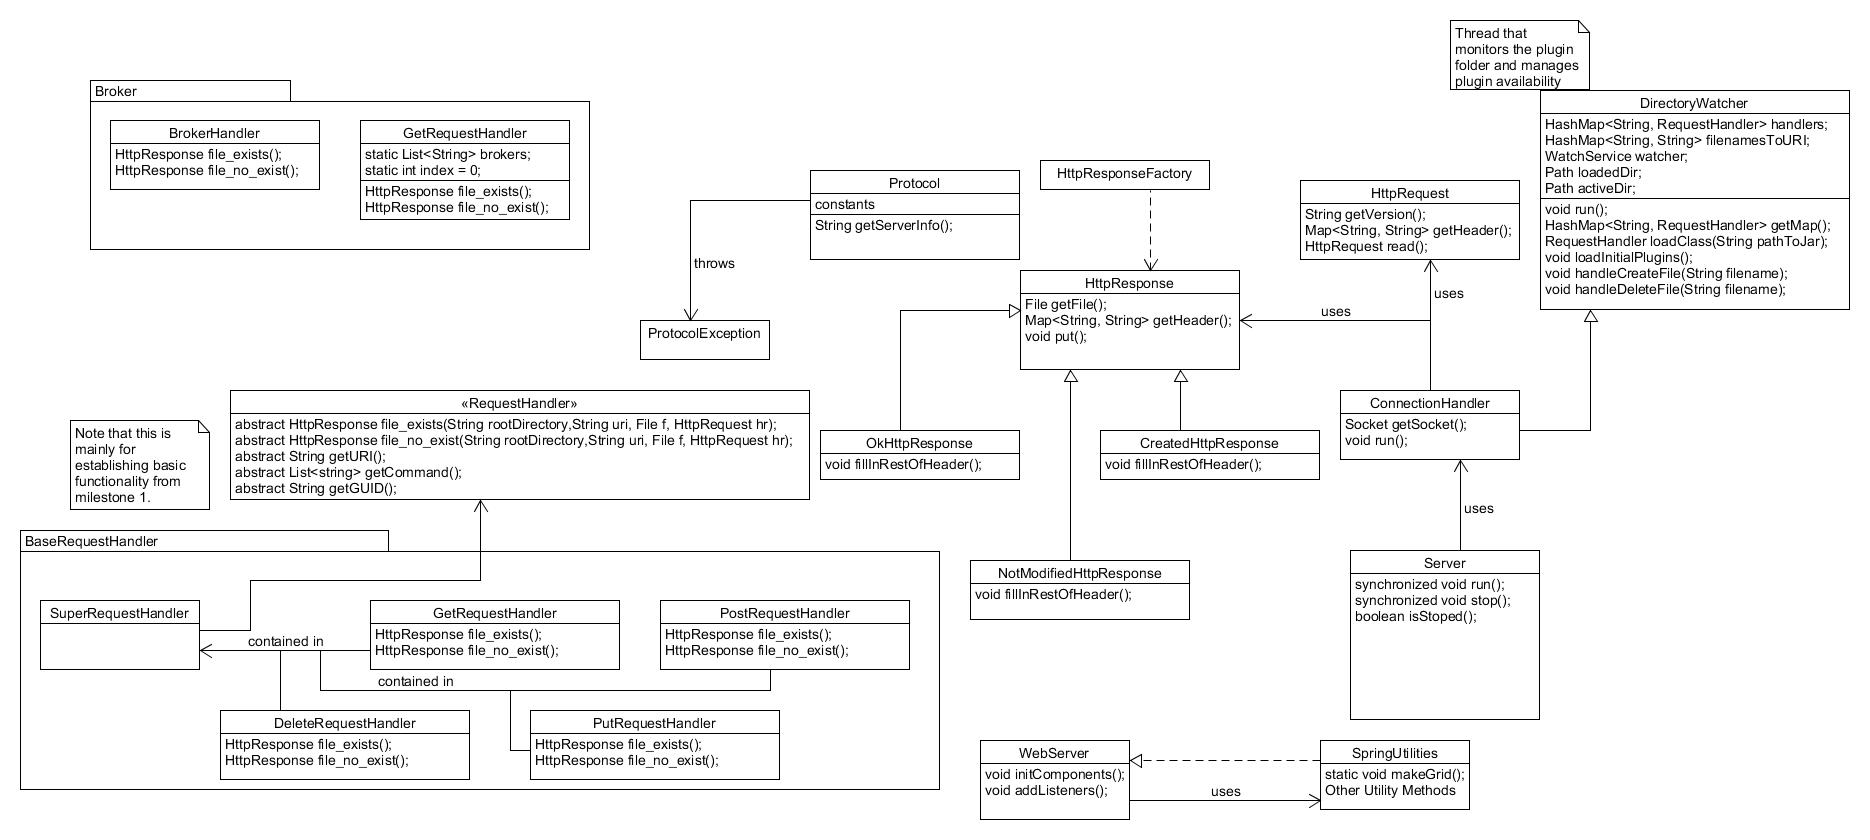 Thread that
monitors the plugin
folder and manages
plugin availability
Broker
BrokerHandler
HttpResponse file_exists();
HttpResponse file_no_exist();
GetRequestHandler
static List<String> brokers;
static int index = 0;
HttpResponse file_exists();
HttpResponse file_no_exist();
Protocol
constants
String getServerInfo();
throws
ProtocolException
HttpResponseFactory
HttpResponse
File getFile();
Map<String, String> getHeader();
void put();
HttpRequest
String getVersion();
Map<String, String> getHeader();
HttpRequest read();
uses
uses
DirectoryWatcher
HashMap<String, RequestHandler> handlers;
HashMap<String, String> filenamesToURI;
WatchService watcher;
Path loadedDir;
Path activeDir;
void run();
HashMap<String, RequestHandler> getMap();
RequestHandler loadClass(String pathToJar);
void loadInitialPlugins();
void handleCreateFile(String filename);
void handleDeleteFile(String filename);
Note that this is
mainly for
establishing basic
functionality from
milestone 1.
«RequestHandler»
abstract HttpResponse file_exists(String rootDirectory,String uri, File f, HttpRequest hr);
abstract HttpResponse file_no_exist(String rootDirectory,String uri, File f, HttpRequest hr);
abstract String getURI();
abstract List<string> getCommand();
abstract String getGUID();
OkHttpResponse
void fillInRestOfHeader();
CreatedHttpResponse
void fillInRestOfHeader();
ConnectionHandler
Socket getSocket();
void run();
uses
BaseRequestHandler
SuperRequestHandler
contained in
GetRequestHandler
HttpResponse file_exists();
HttpResponse file_no_exist();
PostRequestHandler
HttpResponse file_exists();
HttpResponse file_no_exist();
contained in
DeleteRequestHandler
HttpResponse file_exists();
HttpResponse file_no_exist();
PutRequestHandler
HttpResponse file_exists();
HttpResponse file_no_exist();
NotModifiedHttpResponse
void fillInRestOfHeader();
Server
synchronized void run();
synchronized void stop();
boolean isStoped();
WebServer
void initComponents();
void addListeners();
uses
SpringUtilities
static void makeGrid();
Other Utility Methods